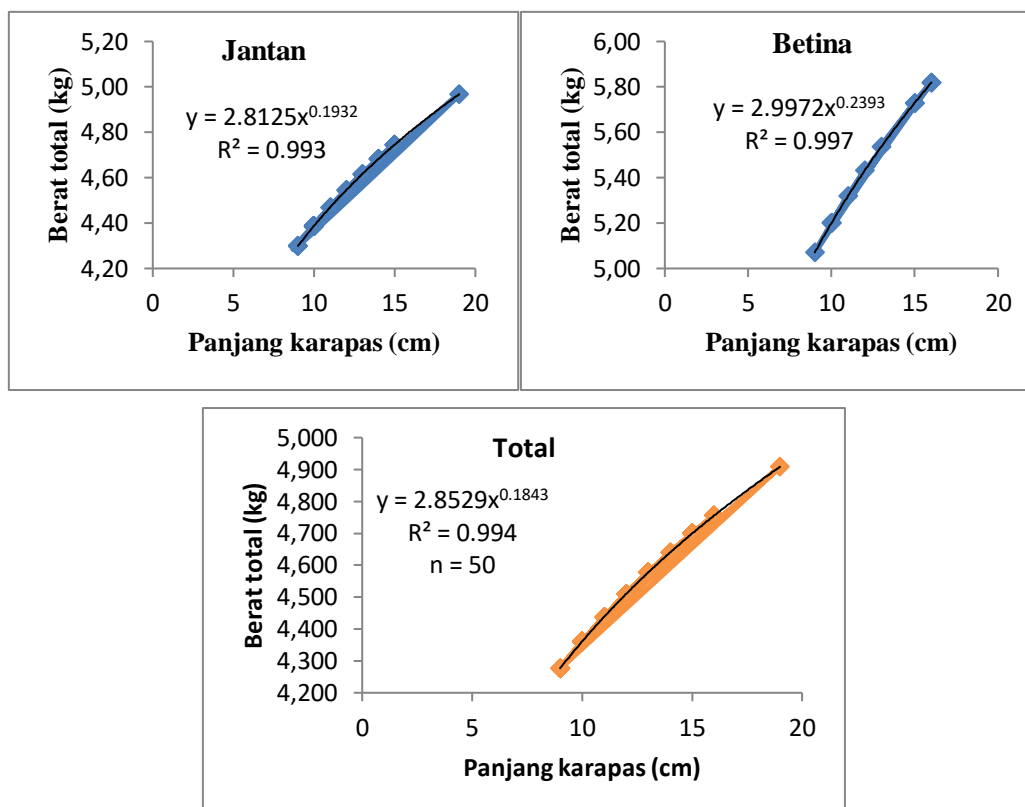 Jantan
y = 2.8125x^0.1932
R² = 0.993
Berat total (kg)
5,20
5,00
4,80
4,60
4,40
4,20
0 5 10 15 20
Panjang karapas (cm)
Betina
y = 2.9972x^0.2393
R² = 0.997
Berat total (kg)
6,00
5,80
5,60
5,40
5,20
5,00
0 5 10 15 20
Panjang karapas (cm)
Total
y = 2.8529x^0.1843
R² = 0.994
n = 50
Berat total (kg)
5,000
4,900
4,800
4,700
4,600
4,500
4,400
4,300
4,200
0 5 10 15 20
Panjang karapas (cm)